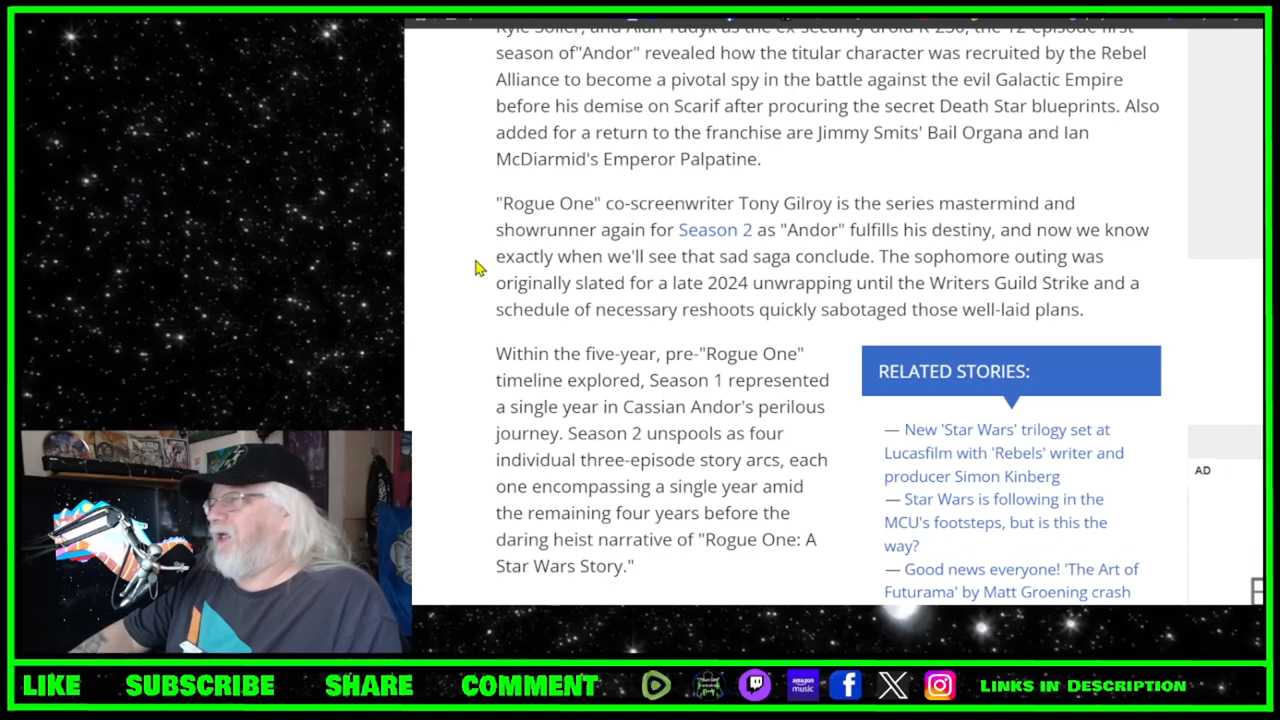 Kyle Soller, and Alan Tudyk as the ex-security droid K-2SO, the 12-episode first
season of"Andor" revealed how the titular character was recruited by the Rebel
Alliance to become a pivotal spy in the battle against the evil Galactic Empire
before his demise on Scarif after procuring the secret Death Star blueprints. Also
added for a return to the franchise are Jimmy Smits' Bail Organa and Ian
McDiarmid's Emperor Palpatine.
"Rogue One" co-screenwriter Tony Gilroy is the series mastermind and
showrunner again for Season 2 as "Andor" fulfills his destiny, and now we know
exactly when we'll see that sad saga conclude. The sophomore outing was
originally slated for a late 2024 unwrapping until the Writers Guild Strike and a
schedule of necessary reshoots quickly sabotaged those well-laid plans.
Within the five-year, pre-"Rogue One"
timeline explored, Season 1 represented
a single year in Cassian Andor's perilous
journey. Season 2 unspools as four
individual three-episode story arcs, each
one encompassing a single year amid
the remaining four years before the
daring heist narrative of "Rogue One: A
Star Wars Story."
RELATED STORIES:
— New 'Star Wars' trilogy set at
Lucasfilm with 'Rebels' writer and
producer Simon Kinberg
— Star Wars is following in the
MCU's footsteps, but is this the
way?
— Good news everyone! 'The Art of
Futurama' by Matt Groening crash
AD
LIKE SUBSCRIBE SHARE COMMENT
amazon
music
LINKS IN DESCRIPTION